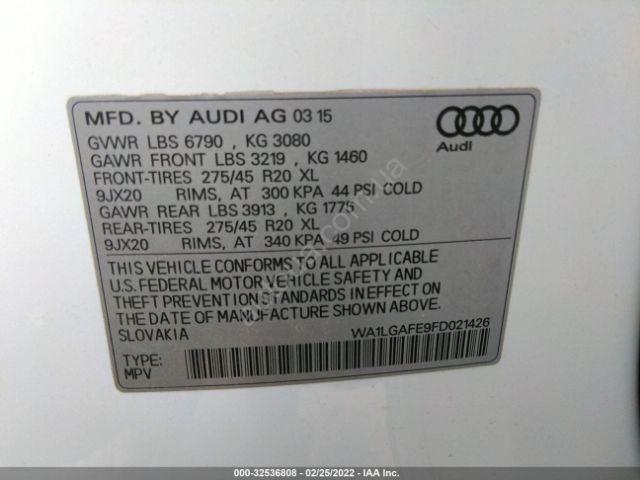 MFD. BY AUDI AG 03 15
GVWR LBS 6790 , KG 3080
GAWR FRONT LBS 3219 , KG 1460
FRONT-TIRES 275/45 R20 XL
9JX20 RIMS, AT 300 KPA 44 PSI COLD
GAWR REAR LBS 3913 , KG 1775
REAR-TIRES 275/45 R20 XL
9JX20 RIMS, AT 340 KPA 49 PSI COLD
Audi
THIS VEHICLE CONFORMS TO ALL APPLICABLE
U.S. FEDERAL MOTOR VEHICLE SAFETY AND
THEFT PREVENTION STANDARDS IN EFFECT ON
THE DATE OF MANUFACTURE SHOWN ABOVE.
SLOVAKIA WA1LGAFE9FD021426
TYPE:
MPV
000-32536808 - 02/25/2022 - IAA Inc.